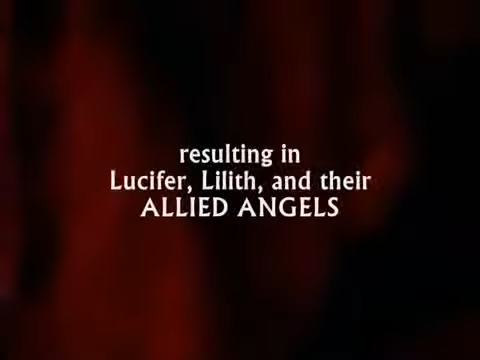 resulting in
Lucifer, Lilith, and their
ALLIED ANGELS